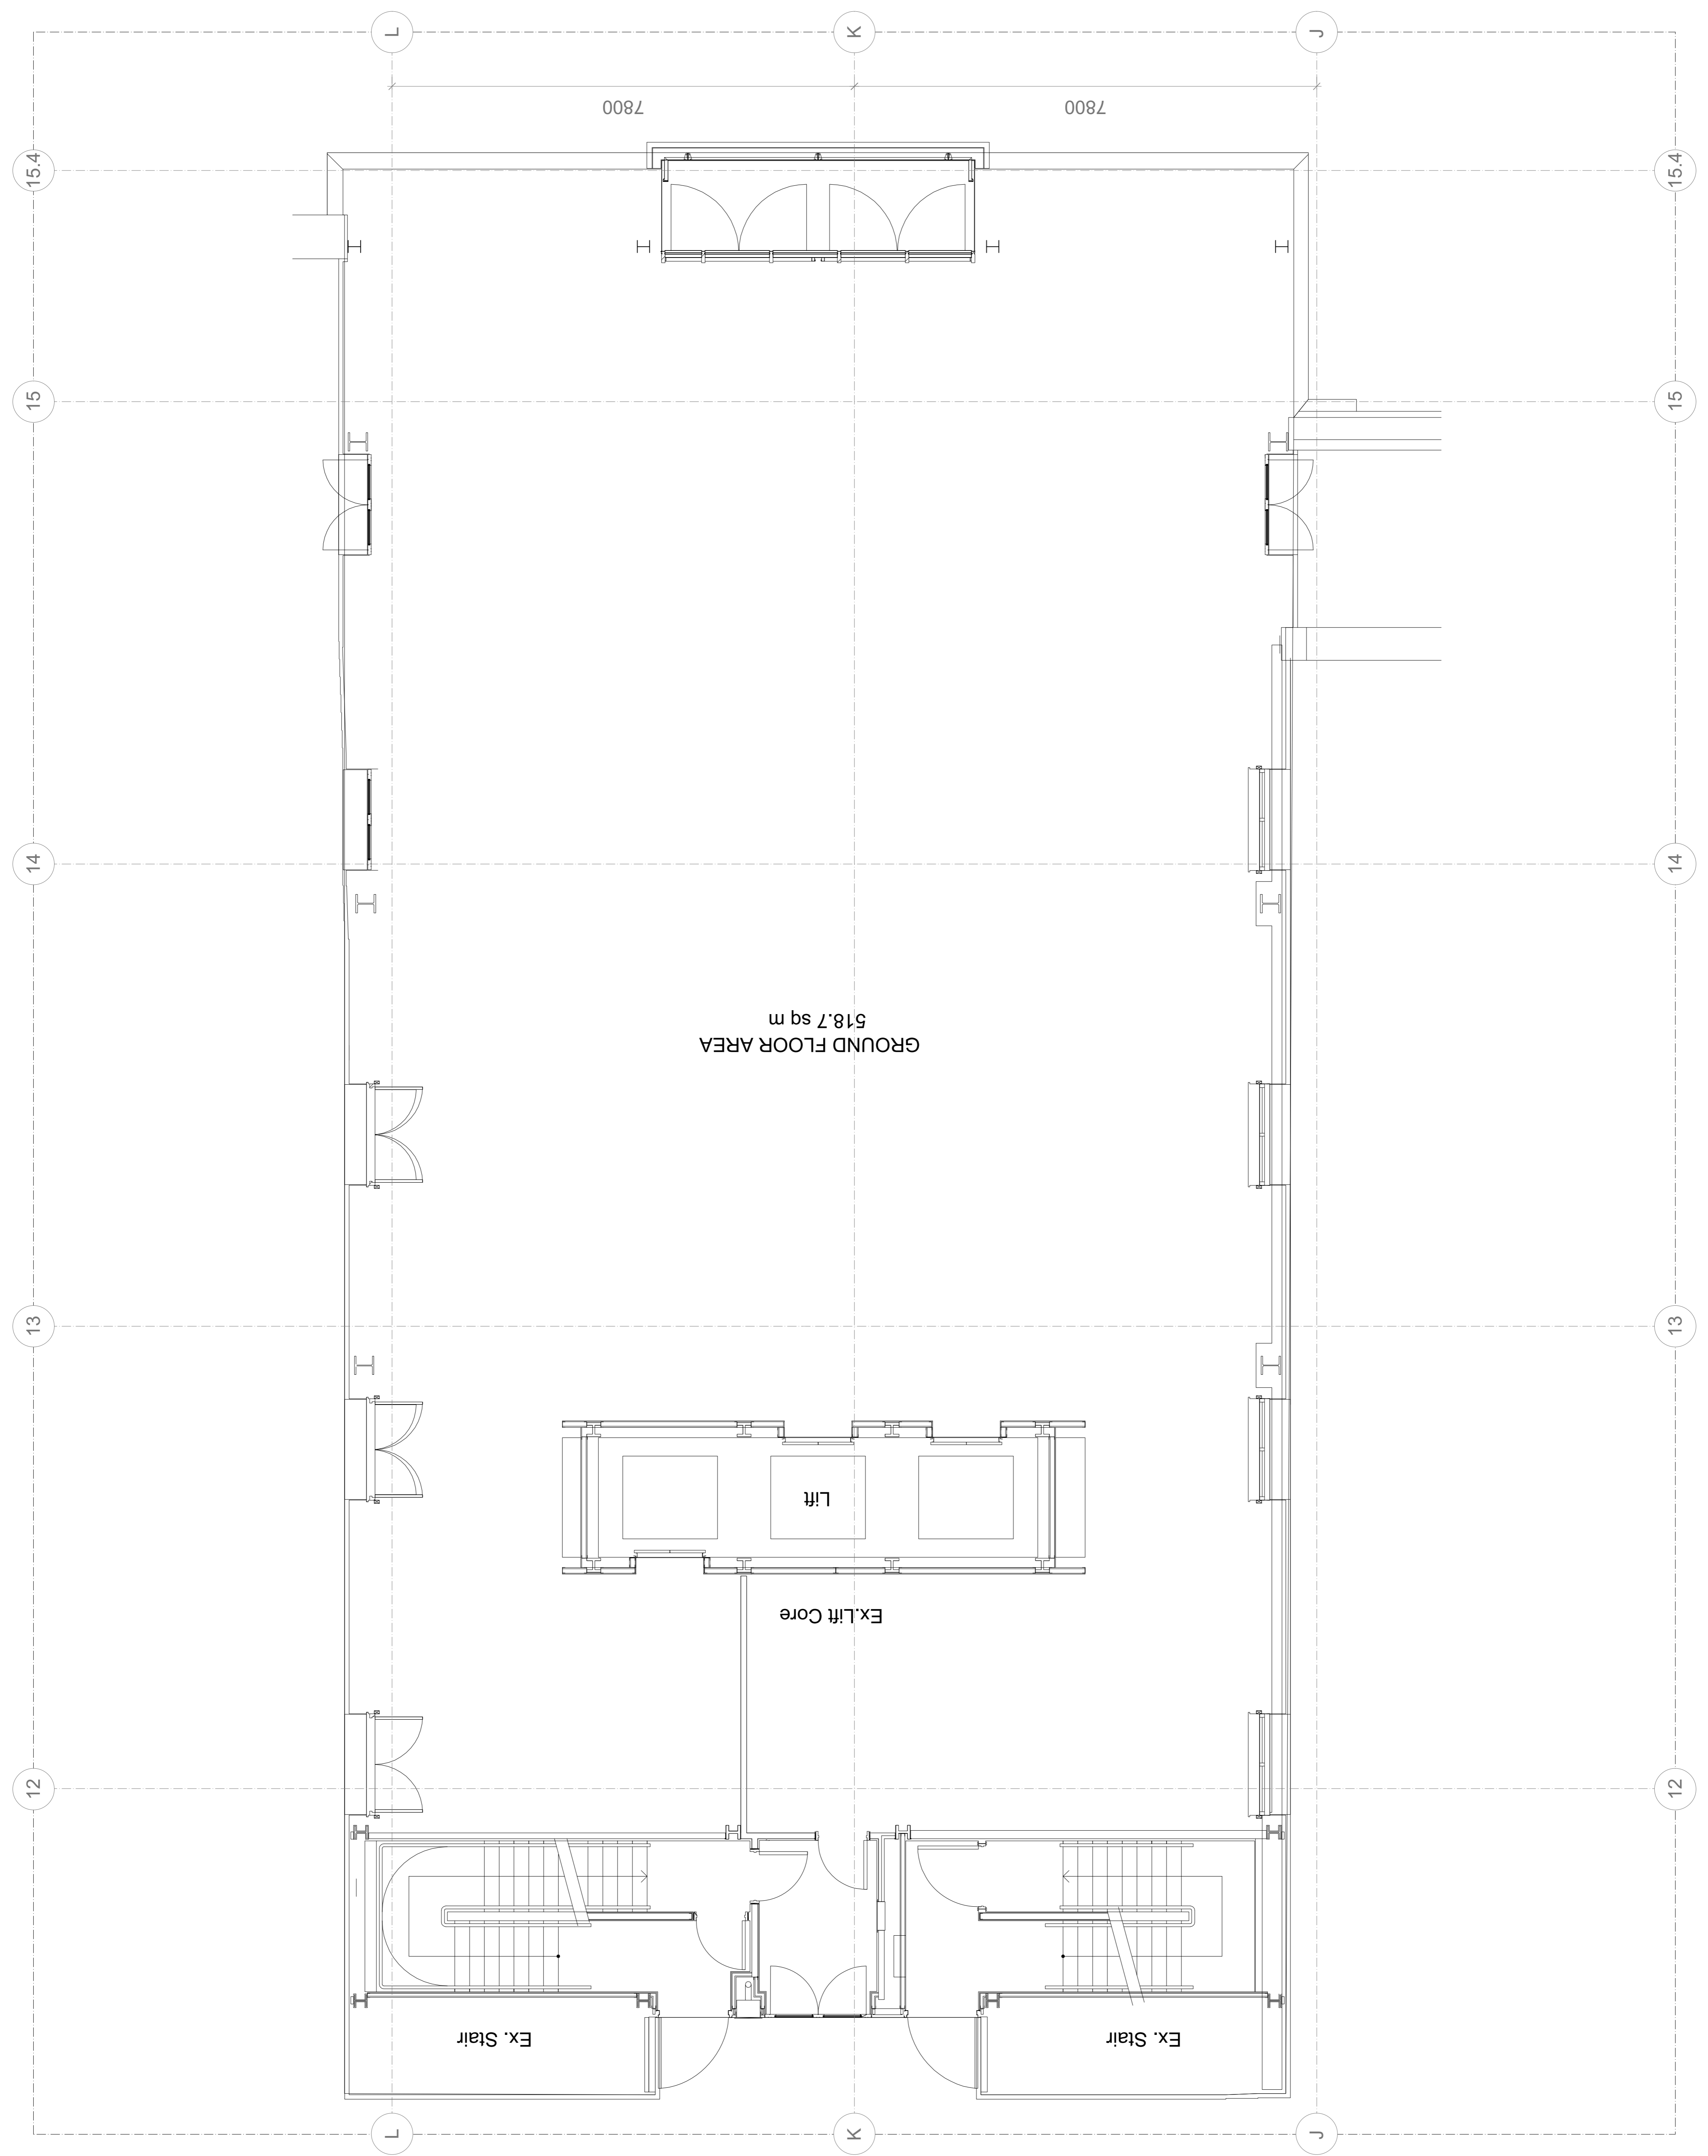 J
K
L
Ex. Stair
Ex. Stair
12
12
Ex.Lift Core
Lift
13
13
GROUND FLOOR AREA
518.7 sq m
14
14
15
15
15.4
15.4
7800
7800
J
K
L